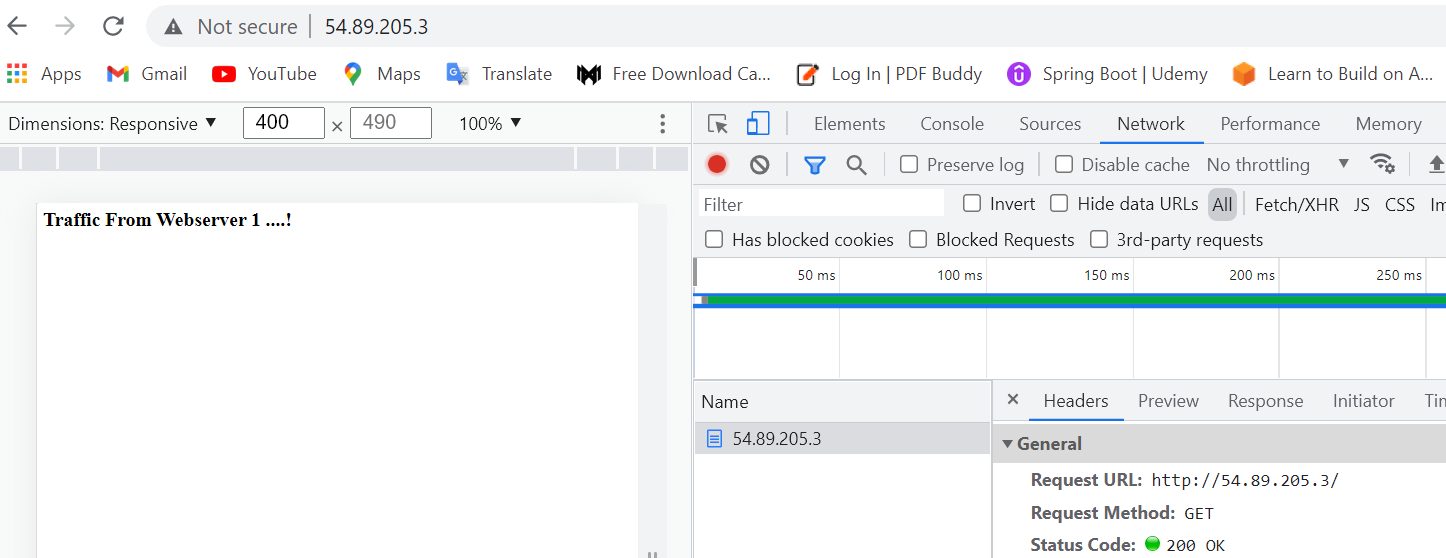 Not secure 54.89.205.3
Apps Gmail YouTube Maps Translate Free Download Ca... Log In | PDF Buddy Spring Boot | Udemy Learn to Build on A...
Dimensions: Responsive 400 × 490 100%
Elements Console Sources Network Performance Memory
Preserve log Disable cache No throttling
Filter Invert Hide data URLs All Fetch/XHR JS CSS Im
Has blocked cookies Blocked Requests 3rd-party requests
50 ms 100 ms 150 ms 200 ms 250 ms
Traffic From Webserver 1 ....!
Name
54.89.205.3
Headers Preview Response Initiator Tin
General
Request URL: http://54.89.205.3/
Request Method: GET
Status Code: 200 OK